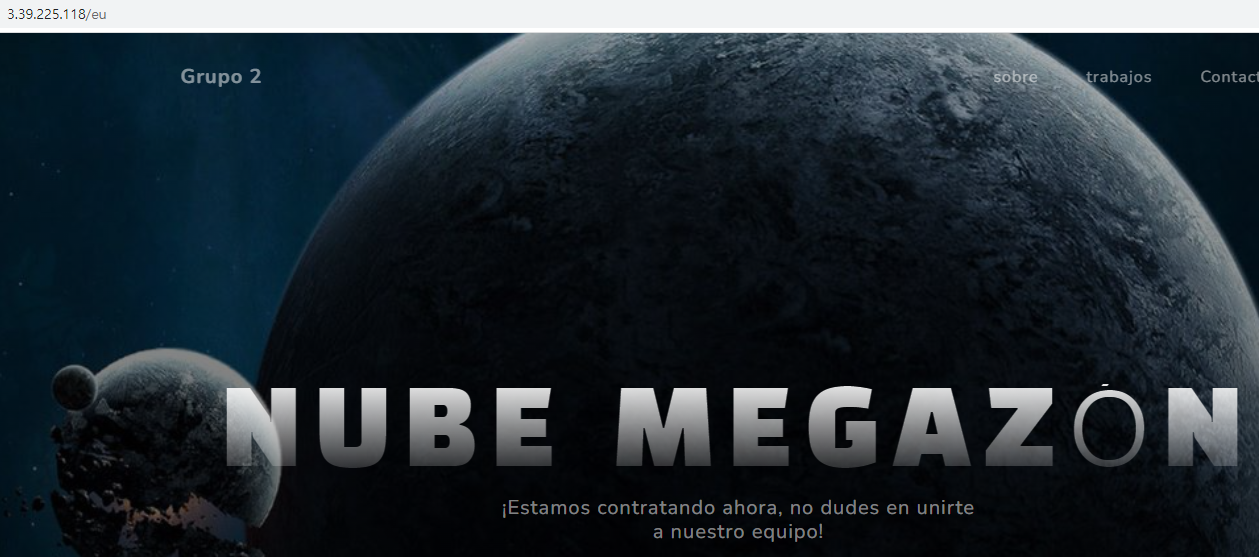 3.39.225.118/eu
Grupo 2
sobre
trabajos
Contact
NUBE MEGAZÓN
¡Estamos contratando ahora, no dudes en unirte
a nuestro equipo!